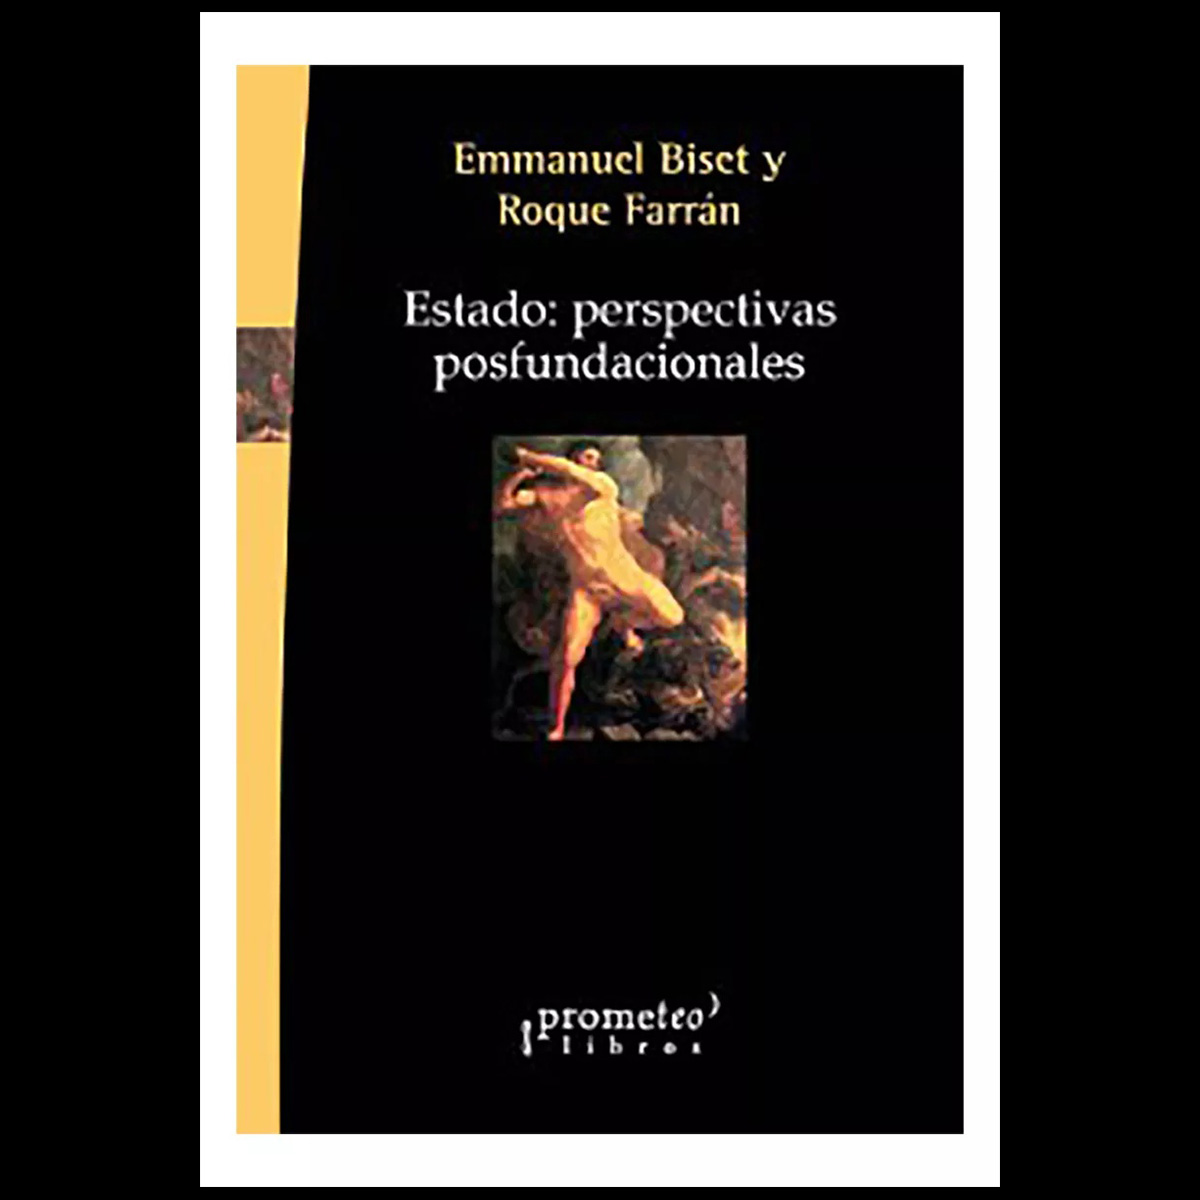 Emmanuel Biset y
Roque Farrán
Estado: perspectivas
posfundacionales
prometeo
libros